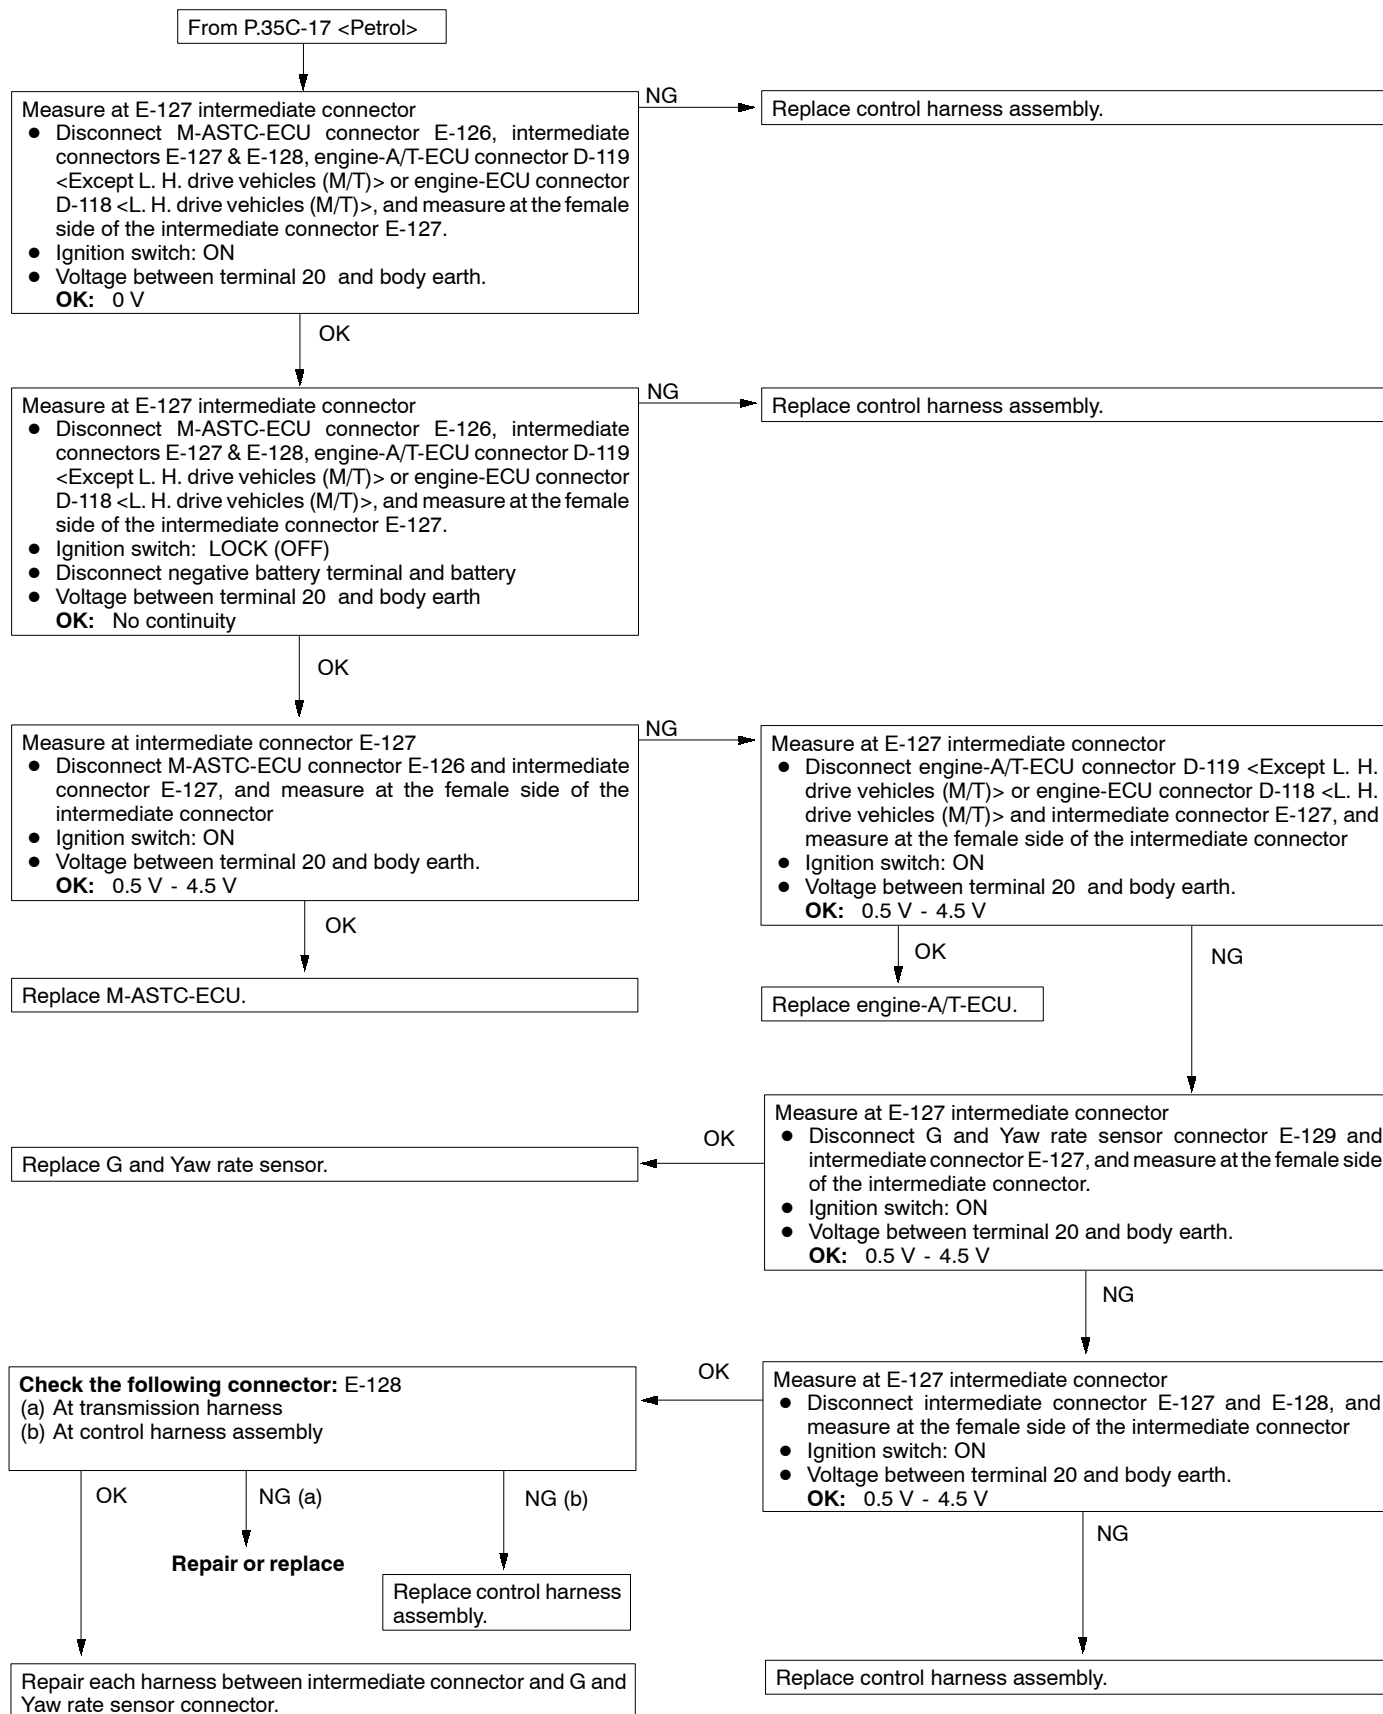 From P.35C-17 <Petrol>
Measure at E-127 intermediate connector
● Disconnect M-ASTC-ECU connector E-126, intermediate
connectors E-127 & E-128, engine-A/T-ECU connector D-119
<Except L. H. drive vehicles (M/T)> or engine-ECU connector
D-118 <L. H. drive vehicles (M/T)>, and measure at the female
side of the intermediate connector E-127.
● Ignition switch: ON
● Voltage between terminal 20 and body earth.
OK: 0 V
NG
Replace control harness assembly.
OK
Measure at E-127 intermediate connector
● Disconnect M-ASTC-ECU connector E-126, intermediate
connectors E-127 & E-128, engine-A/T-ECU connector D-119
<Except L. H. drive vehicles (M/T)> or engine-ECU connector
D-118 <L. H. drive vehicles (M/T)>, and measure at the female
side of the intermediate connector E-127.
● Ignition switch: LOCK (OFF)
● Disconnect negative battery terminal and battery
● Voltage between terminal 20 and body earth
OK: No continuity
NG
Replace control harness assembly.
OK
Measure at intermediate connector E-127
● Disconnect M-ASTC-ECU connector E-126 and intermediate
connector E-127, and measure at the female side of the
intermediate connector
● Ignition switch: ON
● Voltage between terminal 20 and body earth.
OK: 0.5 V - 4.5 V
NG
Measure at E-127 intermediate connector
● Disconnect engine-A/T-ECU connector D-119 <Except L. H.
drive vehicles (M/T)> or engine-ECU connector D-118 <L. H.
drive vehicles (M/T)> and intermediate connector E-127, and
measure at the female side of the intermediate connector
● Ignition switch: ON
● Voltage between terminal 20 and body earth.
OK: 0.5 V - 4.5 V
OK
Replace M-ASTC-ECU.
OK
Replace engine-A/T-ECU.
NG
Measure at E-127 intermediate connector
● Disconnect G and Yaw rate sensor connector E-129 and
intermediate connector E-127, and measure at the female side
of the intermediate connector.
● Ignition switch: ON
● Voltage between terminal 20 and body earth.
OK: 0.5 V - 4.5 V
OK
Replace G and Yaw rate sensor.
NG
Measure at E-127 intermediate connector
● Disconnect intermediate connector E-127 and E-128, and
measure at the female side of the intermediate connector
● Ignition switch: ON
● Voltage between terminal 20 and body earth.
OK: 0.5 V - 4.5 V
OK
Check the following connector: E-128
(a) At transmission harness
(b) At control harness assembly
OK
NG (a)
NG (b)
Repair or replace
Replace control harness
assembly.
NG
Replace control harness assembly.
Repair each harness between intermediate connector and G and
Yaw rate sensor connector.